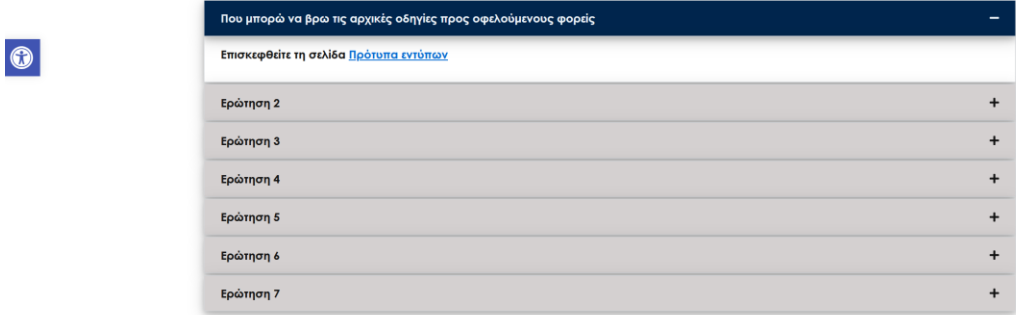 Που μπορώ να βρω τις αρχικές οδηγίες προς οφελούμενους φορείς
Επισκεφθείτε τη σελίδα Πρότυπα εντύπων
Ερώτηση 2
Ερώτηση 3
Ερώτηση 4
Ερώτηση 5
Ερώτηση 6
Ερώτηση 7